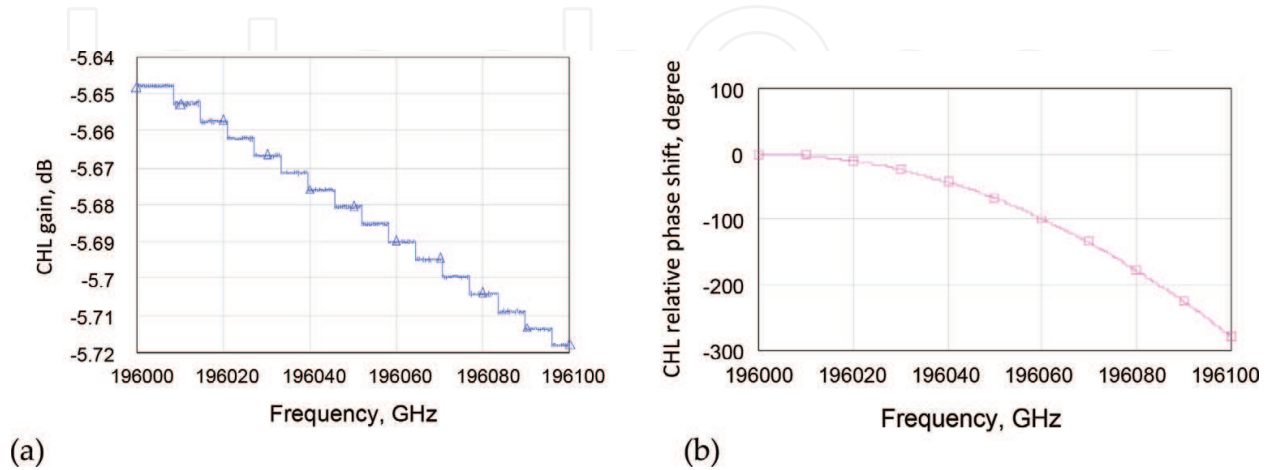 CHL gain, dB
-5.64
-5.65
-5.66
-5.67
-5.68
-5.69
-5.7
-5.71
-5.72
196000 196020 196040 196060 196080 196100
Frequency, GHz
(a)
CHL relative phase shift, degree
100
0
-100
-200
-300
196000 196020 196040 196060 196080 196100
Frequency, GHz
(b)